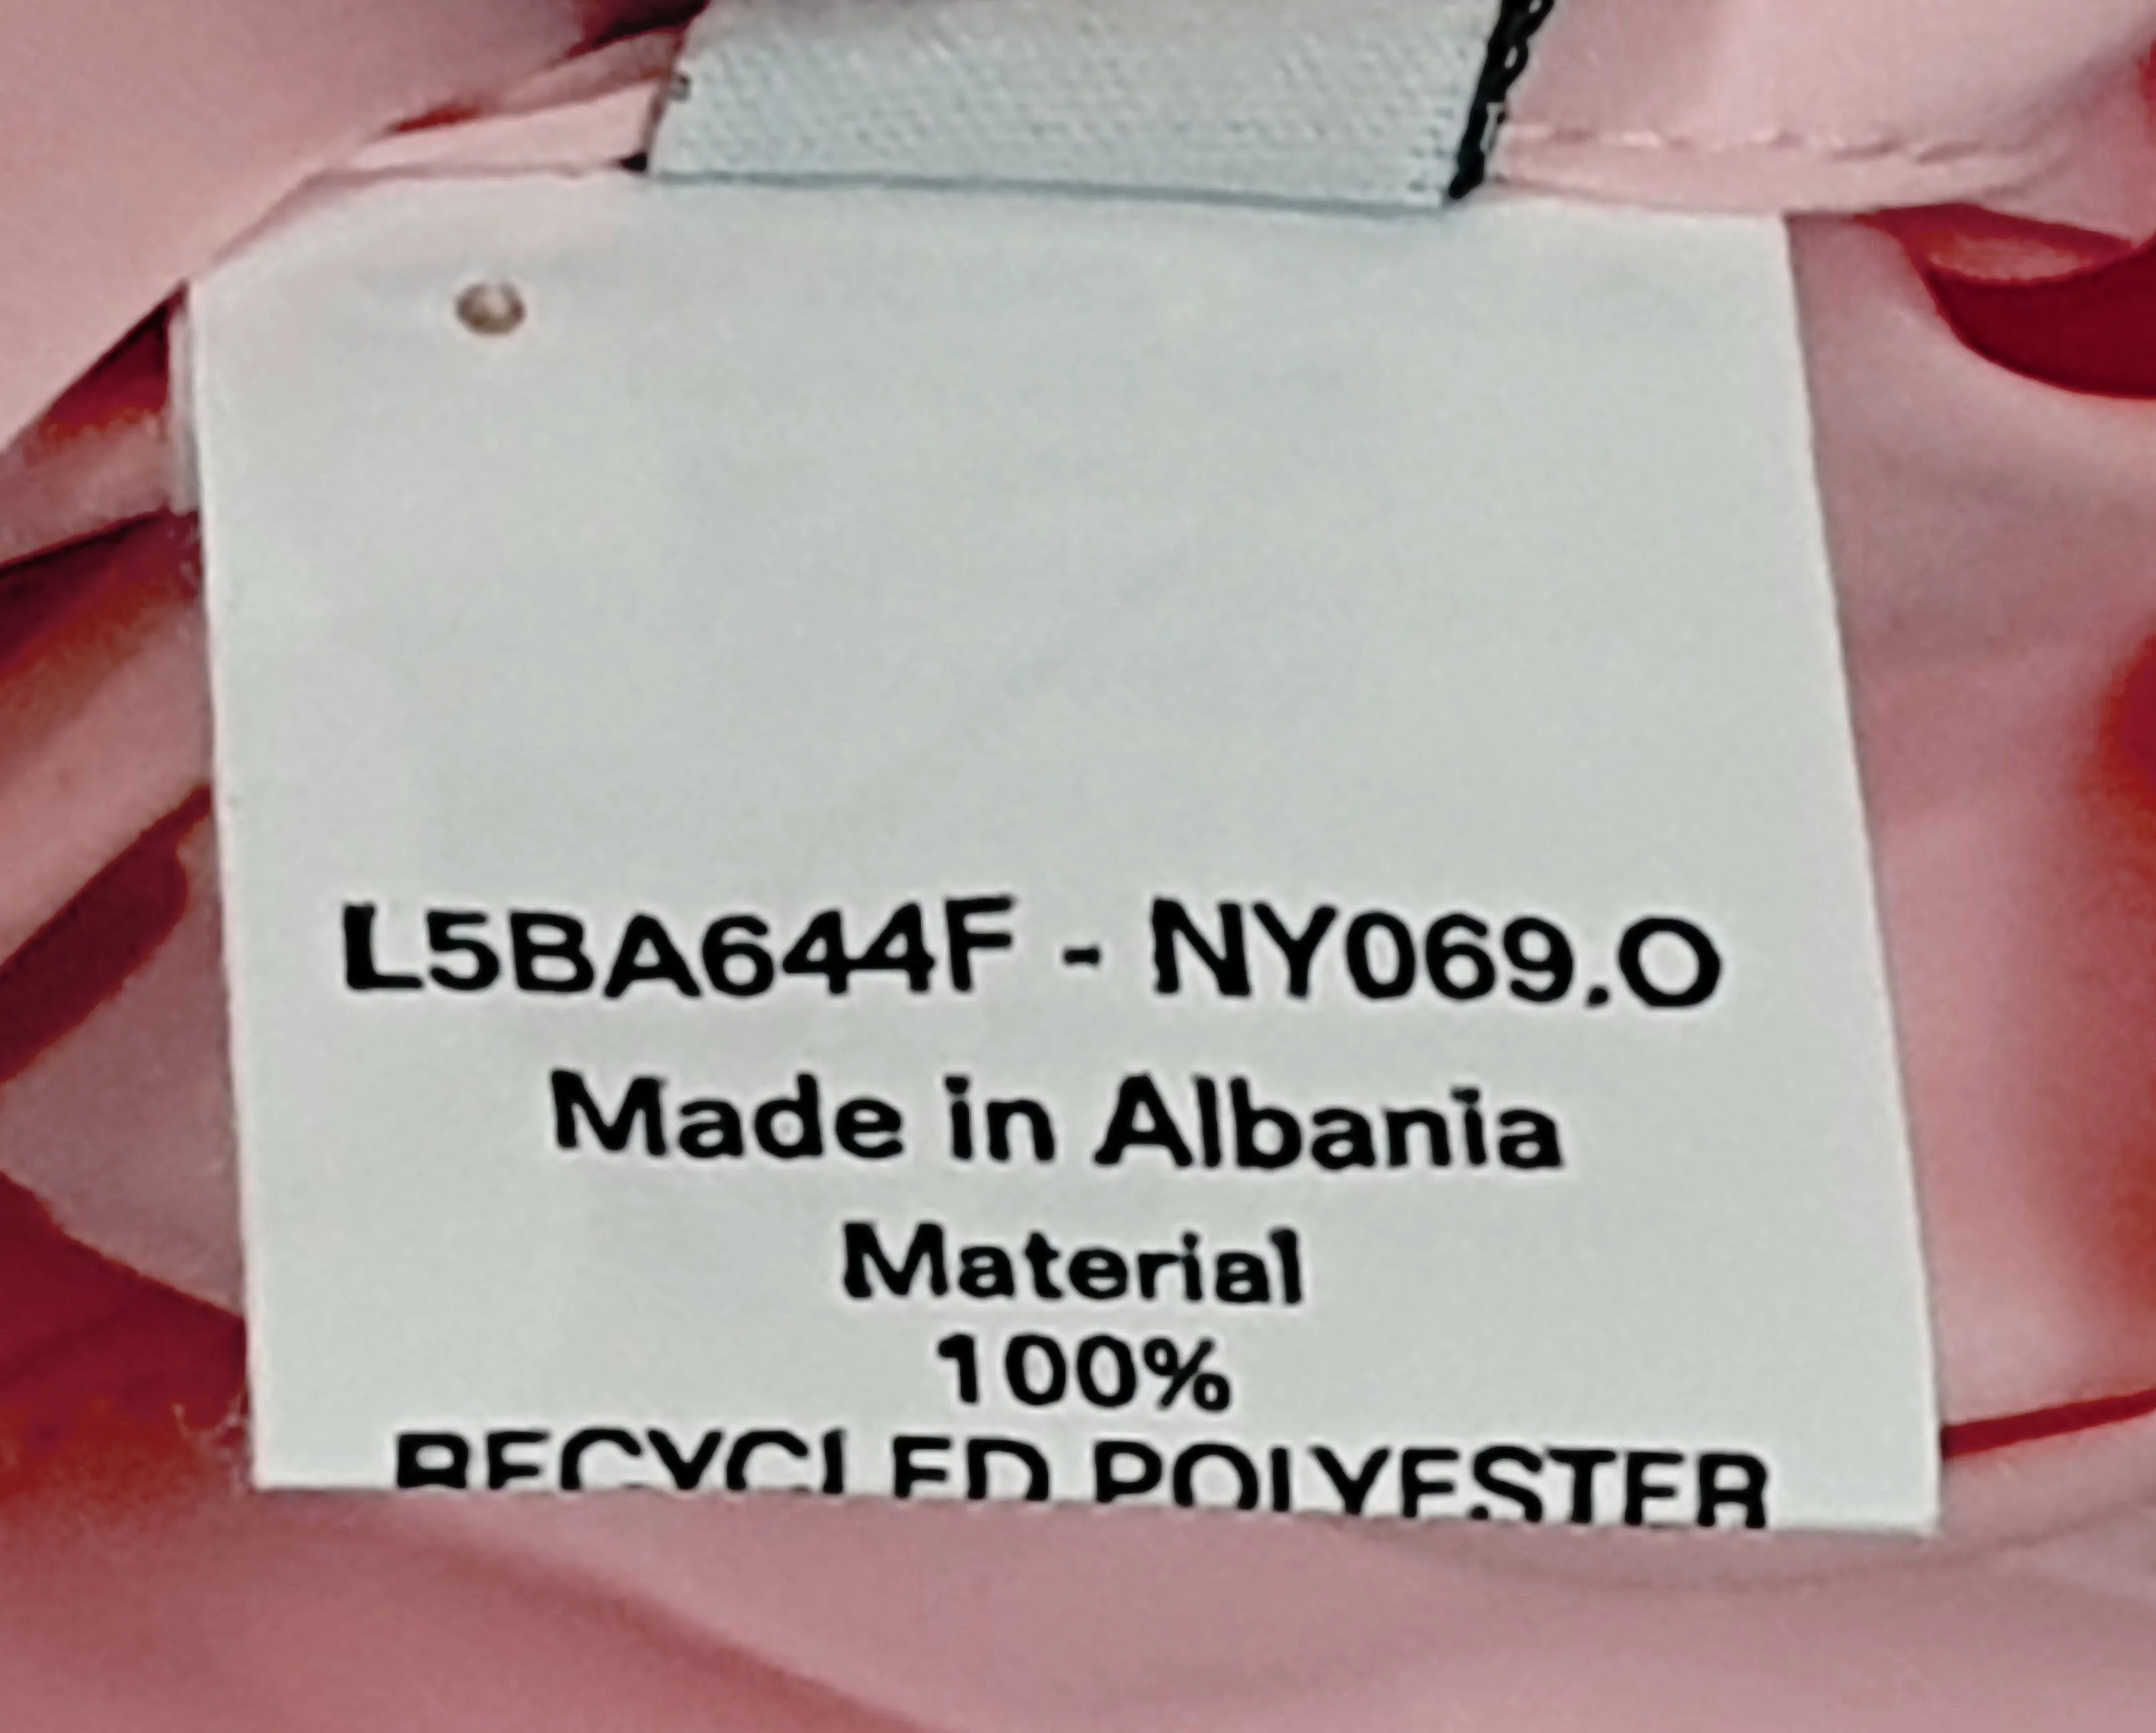 L5BA644F - NY069.O
Made in Albania
Material
100%
RECYCLED POLYESTER